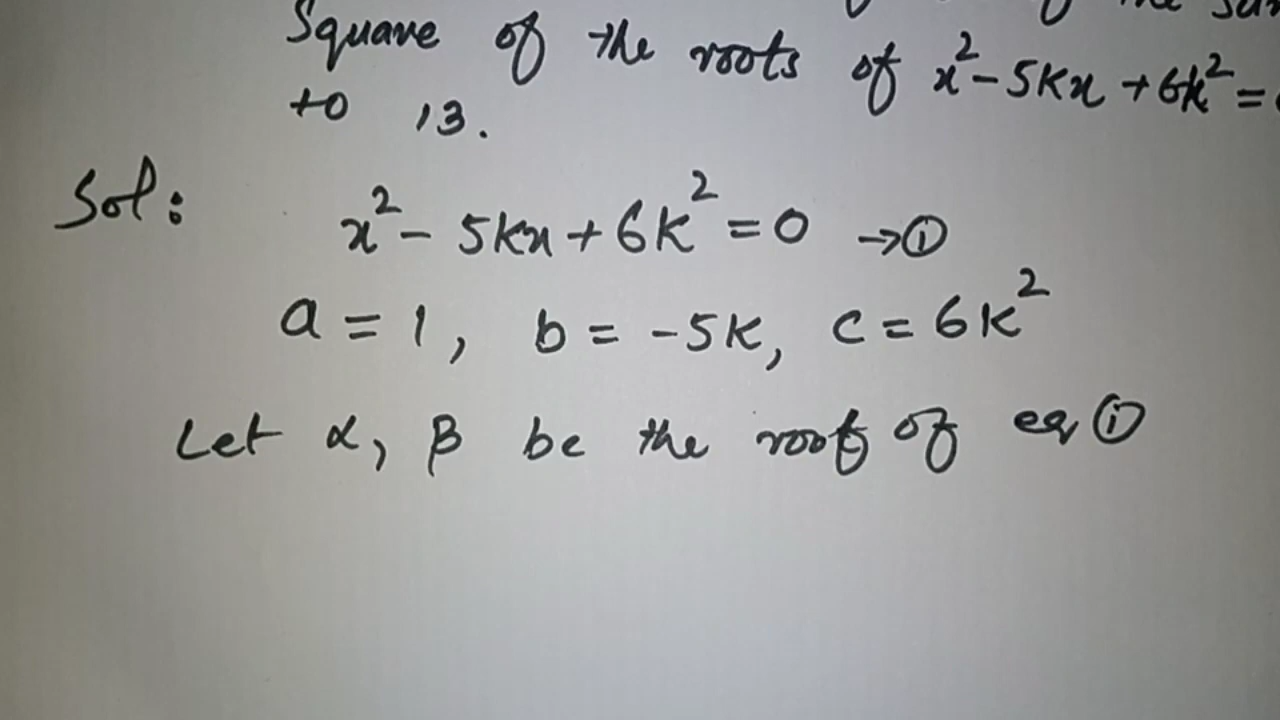 Square of the roots of x² - 5kx + 6k² =
to 13.
Sol: x² - 5kx + 6k² = 0 → ①
a = 1, b = -5k, c = 6k²
Let α, β be the roots of eq ①